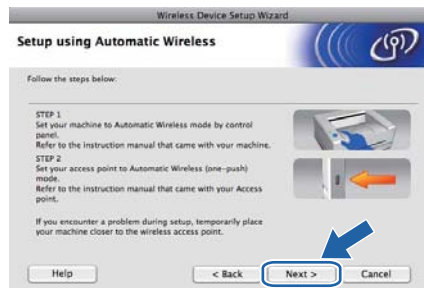 Wireless Device Setup Wizard
Setup using Automatic Wireless
Follow the steps below:
STEP 1
Set your machine to Automatic Wireless mode by control
panel.
Refer to the instruction manual that came with your machine.
STEP 2
Set your access point to Automatic Wireless (one-push)
mode.
Refer to the instruction manual that came with your Access
point.
If you encounter a problem during setup, temporarily place
your machine closer to the wireless access point.
Help
< Back
Next >
Cancel